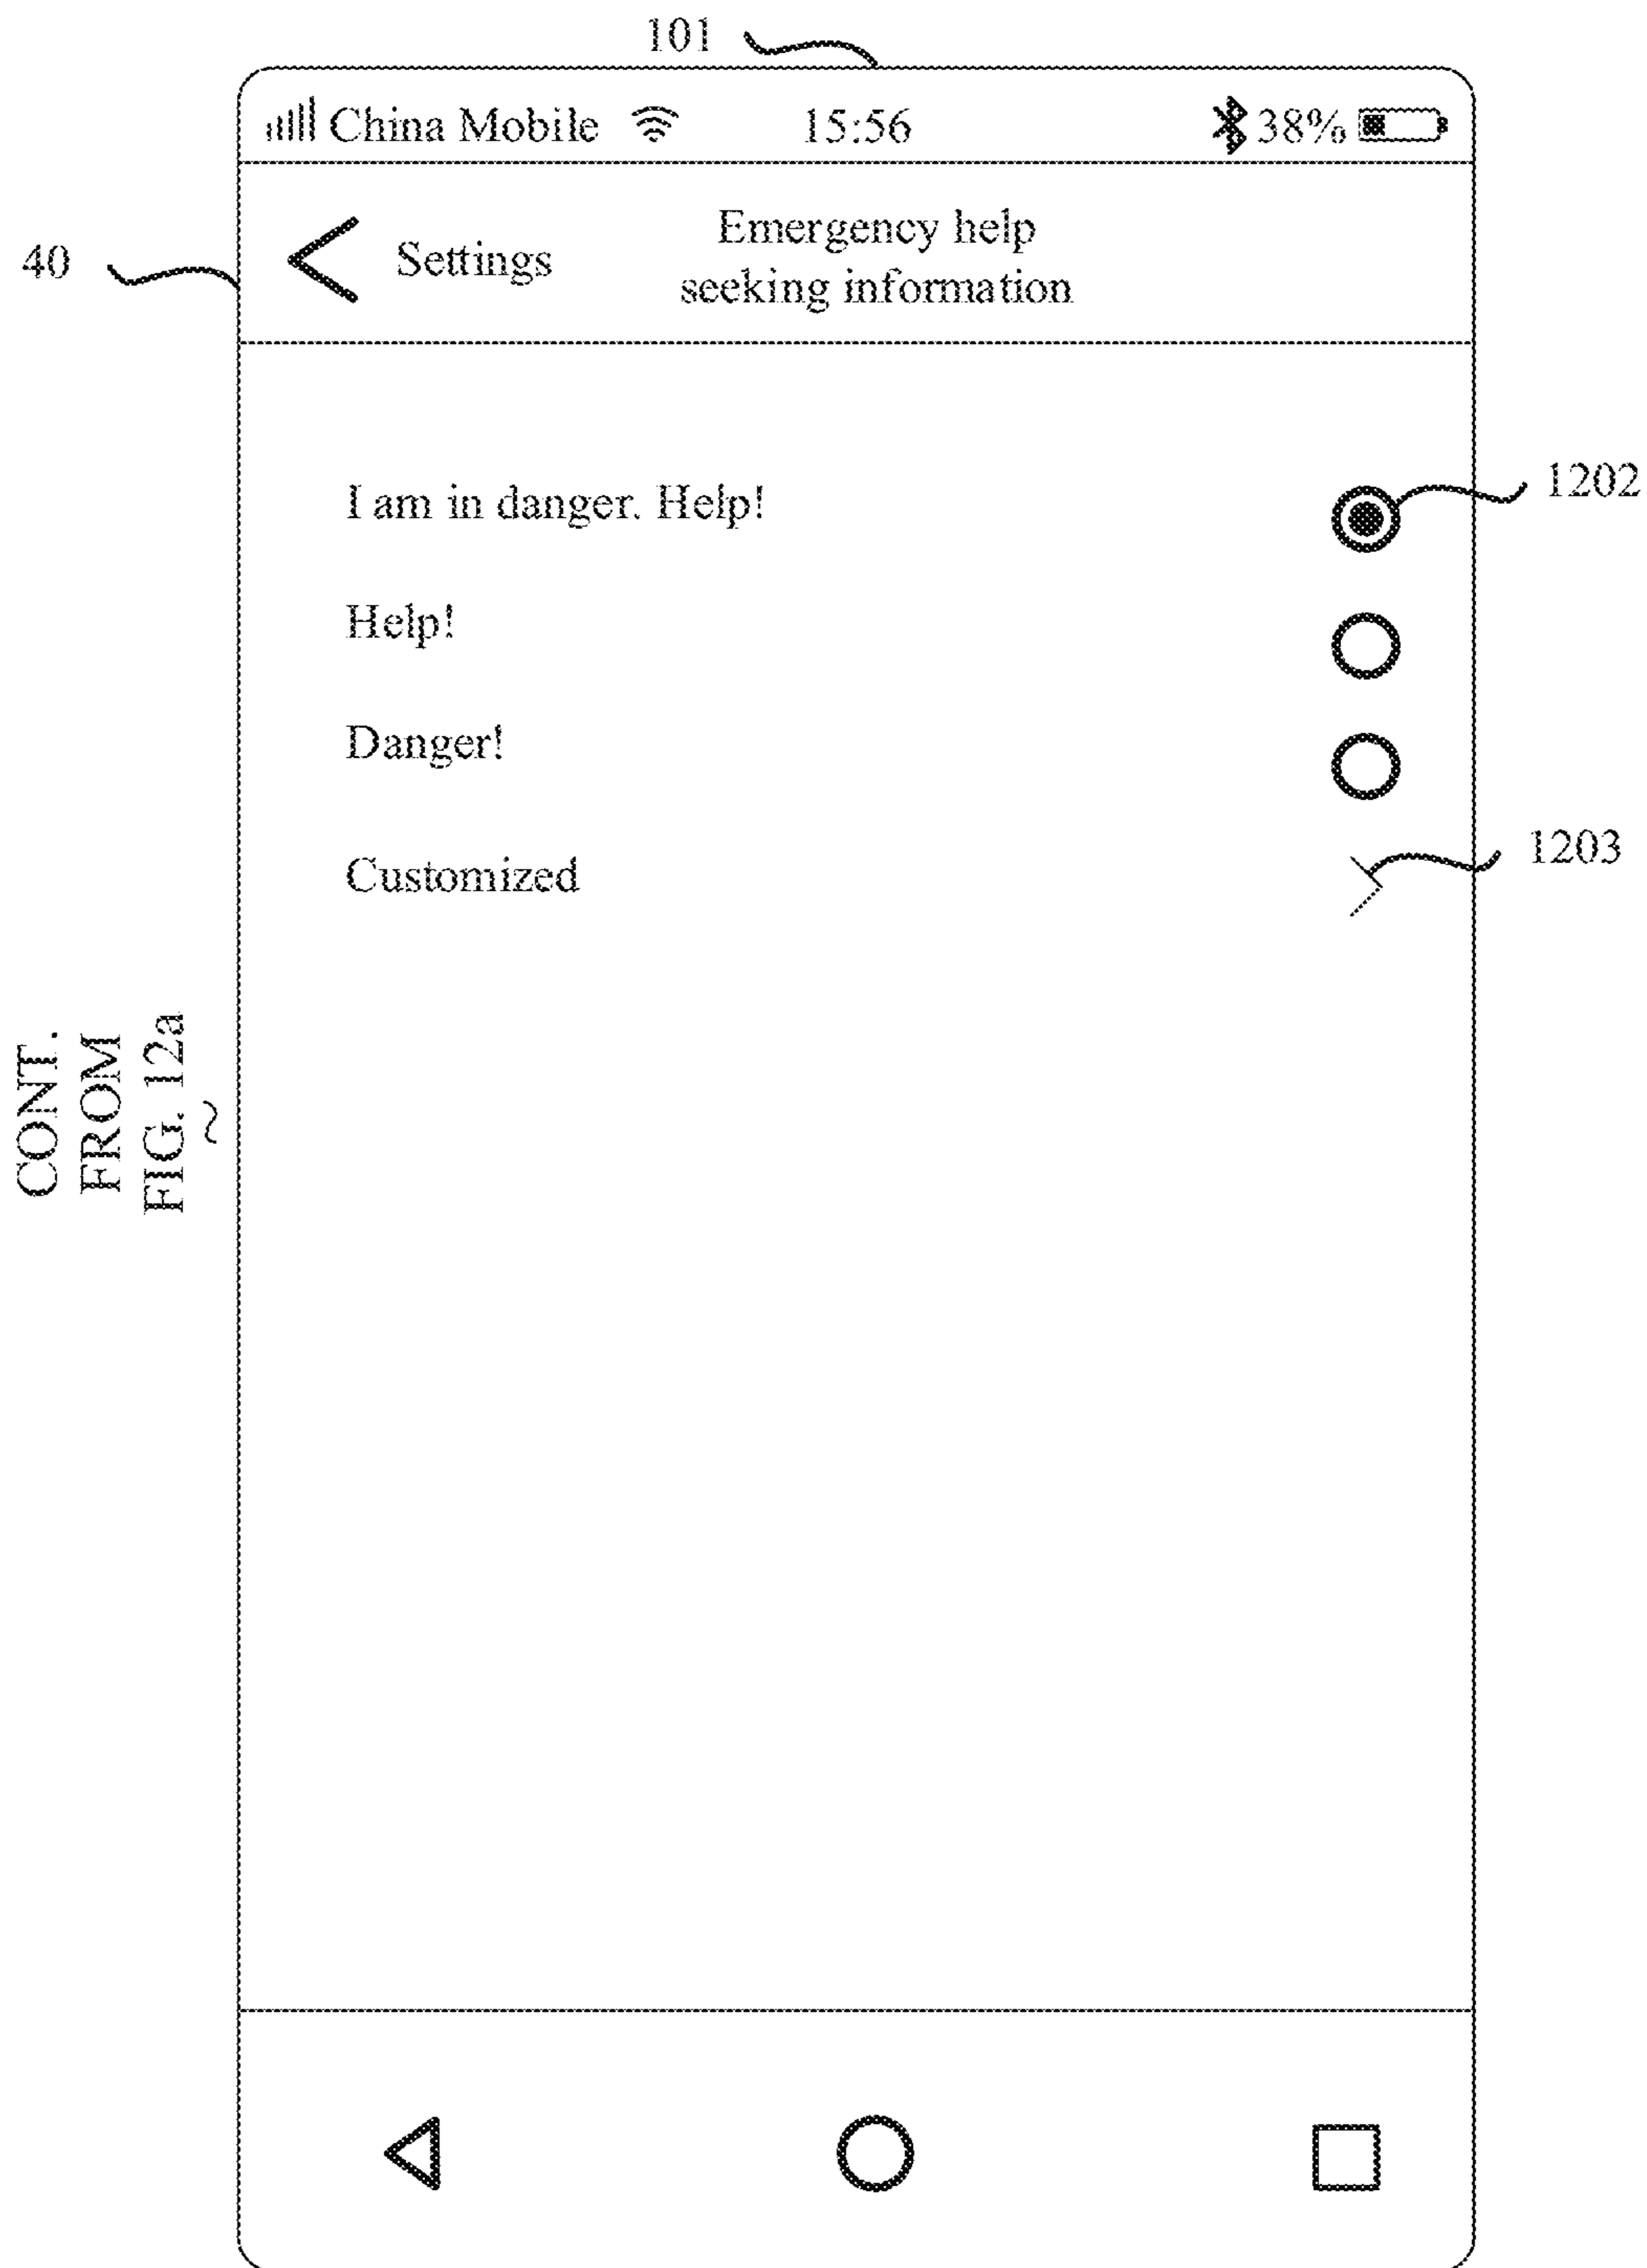 101
China Mobile 15:56 38%
40
Settings
Emergency help
seeking information
I am in danger. Help!
1202
Help!
Danger!
Customized
1203
CONT.
FROM
FIG. 12a